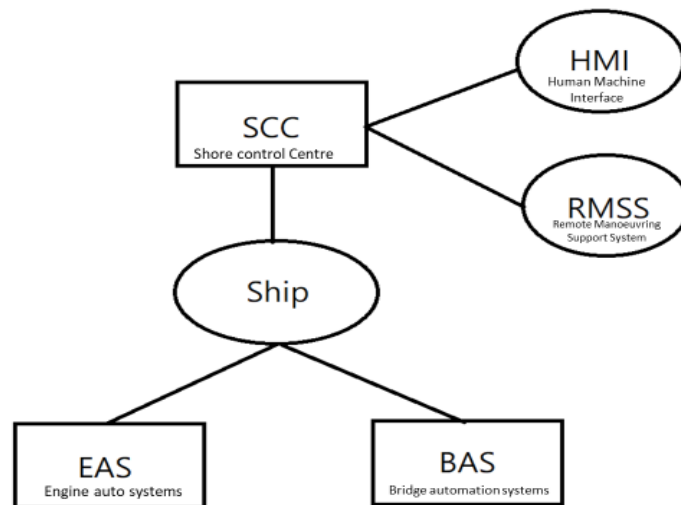 HMI
Human Machine
Interface
SCC
Shore control Centre
RMSS
Remote Manoeuvring
Support System
Ship
EAS
Engine auto systems
BAS
Bridge automation systems